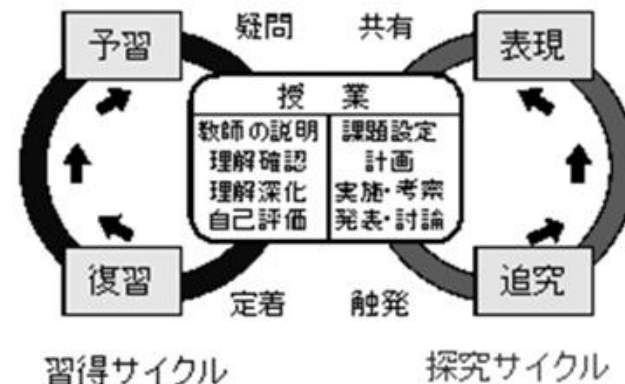 疑問 共有
予習 表現
授 業
教師の説明 課題設定
理解確認 計画
理解深化 実施・考察
自己評価 発表・討論
復習 追究
定着 触発
習得サイクル 探究サイクル